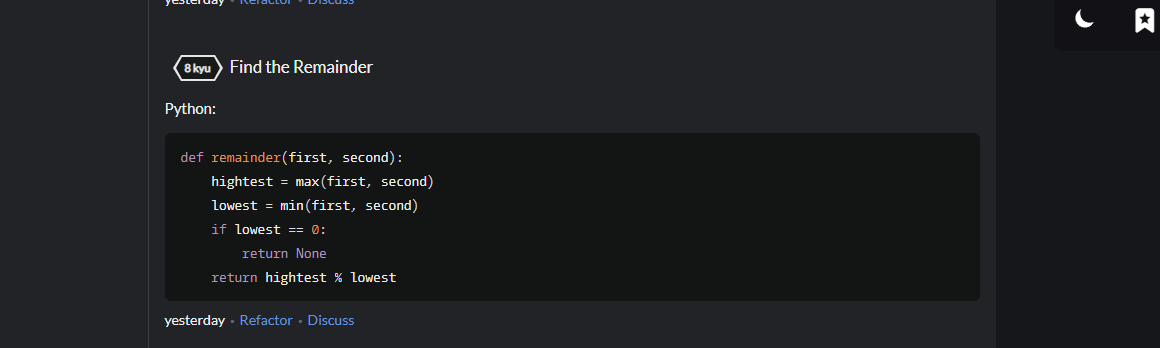 yesterday • Refactor • Discuss
8 kyu Find the Remainder
Python:
def remainder(first, second):
    hightest = max(first, second)
    lowest = min(first, second)
    if lowest == 0:
        return None
    return hightest % lowest
yesterday • Refactor • Discuss